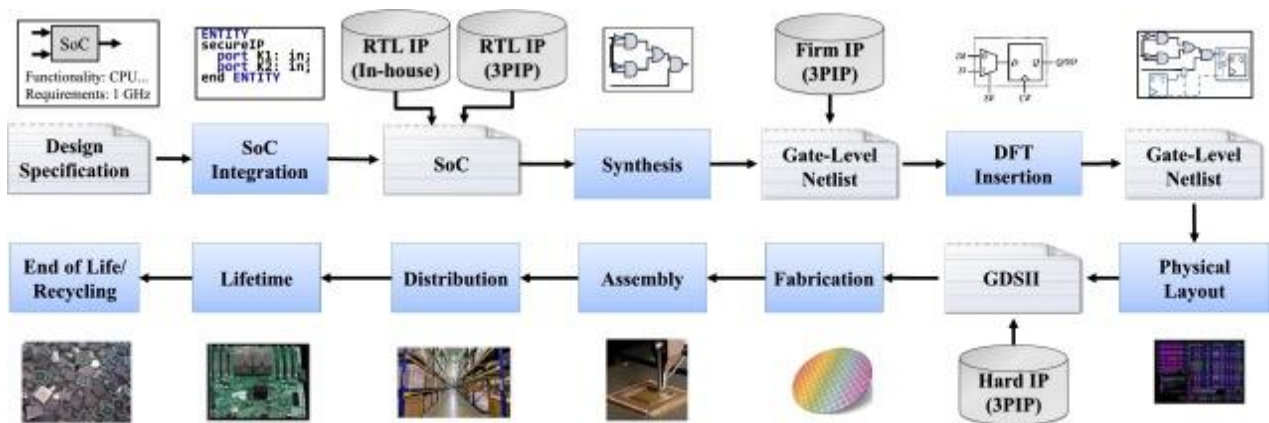 SoC
Functionality: CPU...
Requirements: 1 GHz
ENTITY
secureIP
port K1: in;
port K2: in;
end ENTITY
RTL IP
(In-house)
RTL IP
(3PIP)
Firm IP
(3PIP)
D
Q
Design
Specification
SoC
Integration
SoC
Synthesis
Gate-Level
Netlist
DFT
Insertion
Gate-Level
Netlist
End of Life/
Recycling
Lifetime
Distribution
Assembly
Fabrication
GDSII
Physical
Layout
Hard IP
(3PIP)